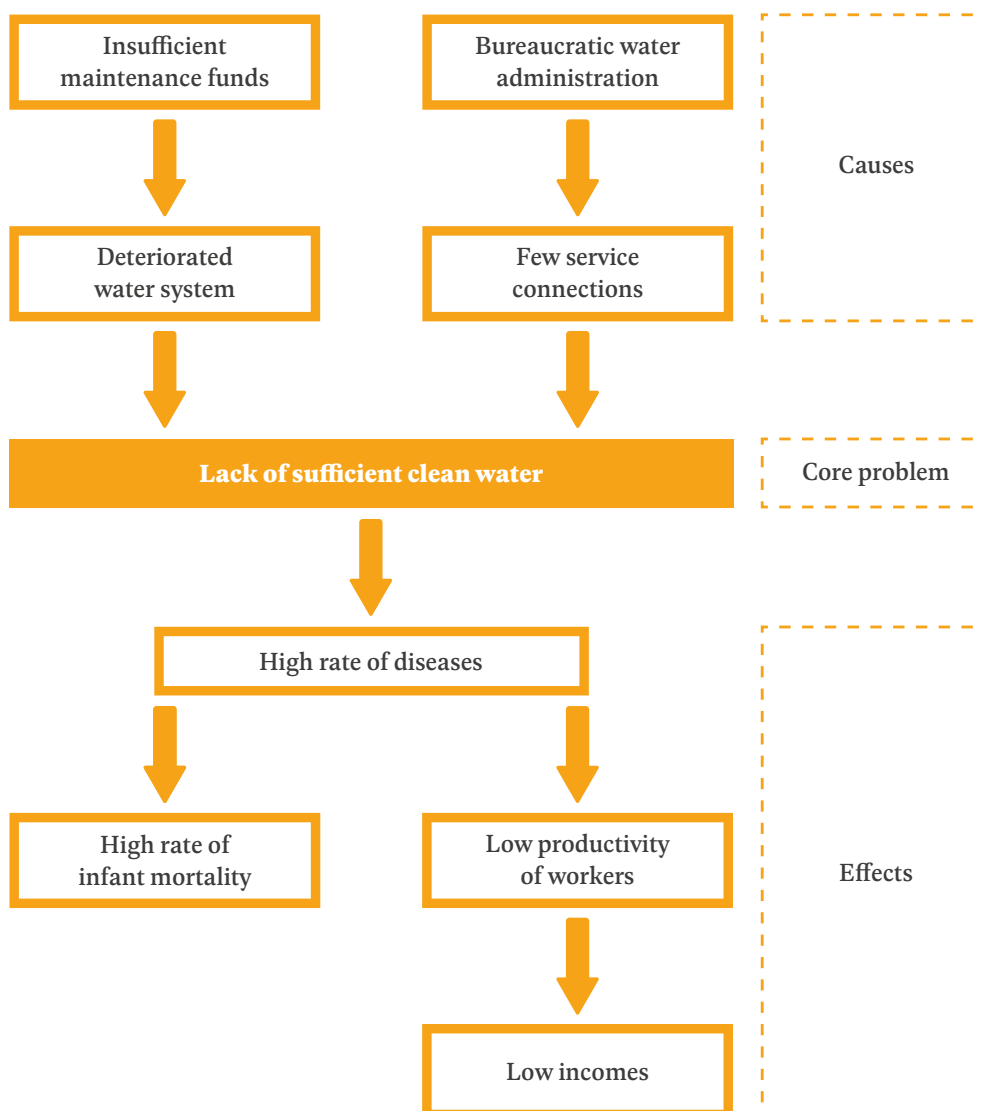 Insufficient
maintenance funds
Bureaucratic water
administration
Causes
Deteriorated
water system
Few service
connections
Lack of sufficient clean water
Core problem
High rate of diseases
High rate of
infant mortality
Low productivity
of workers
Effects
Low incomes